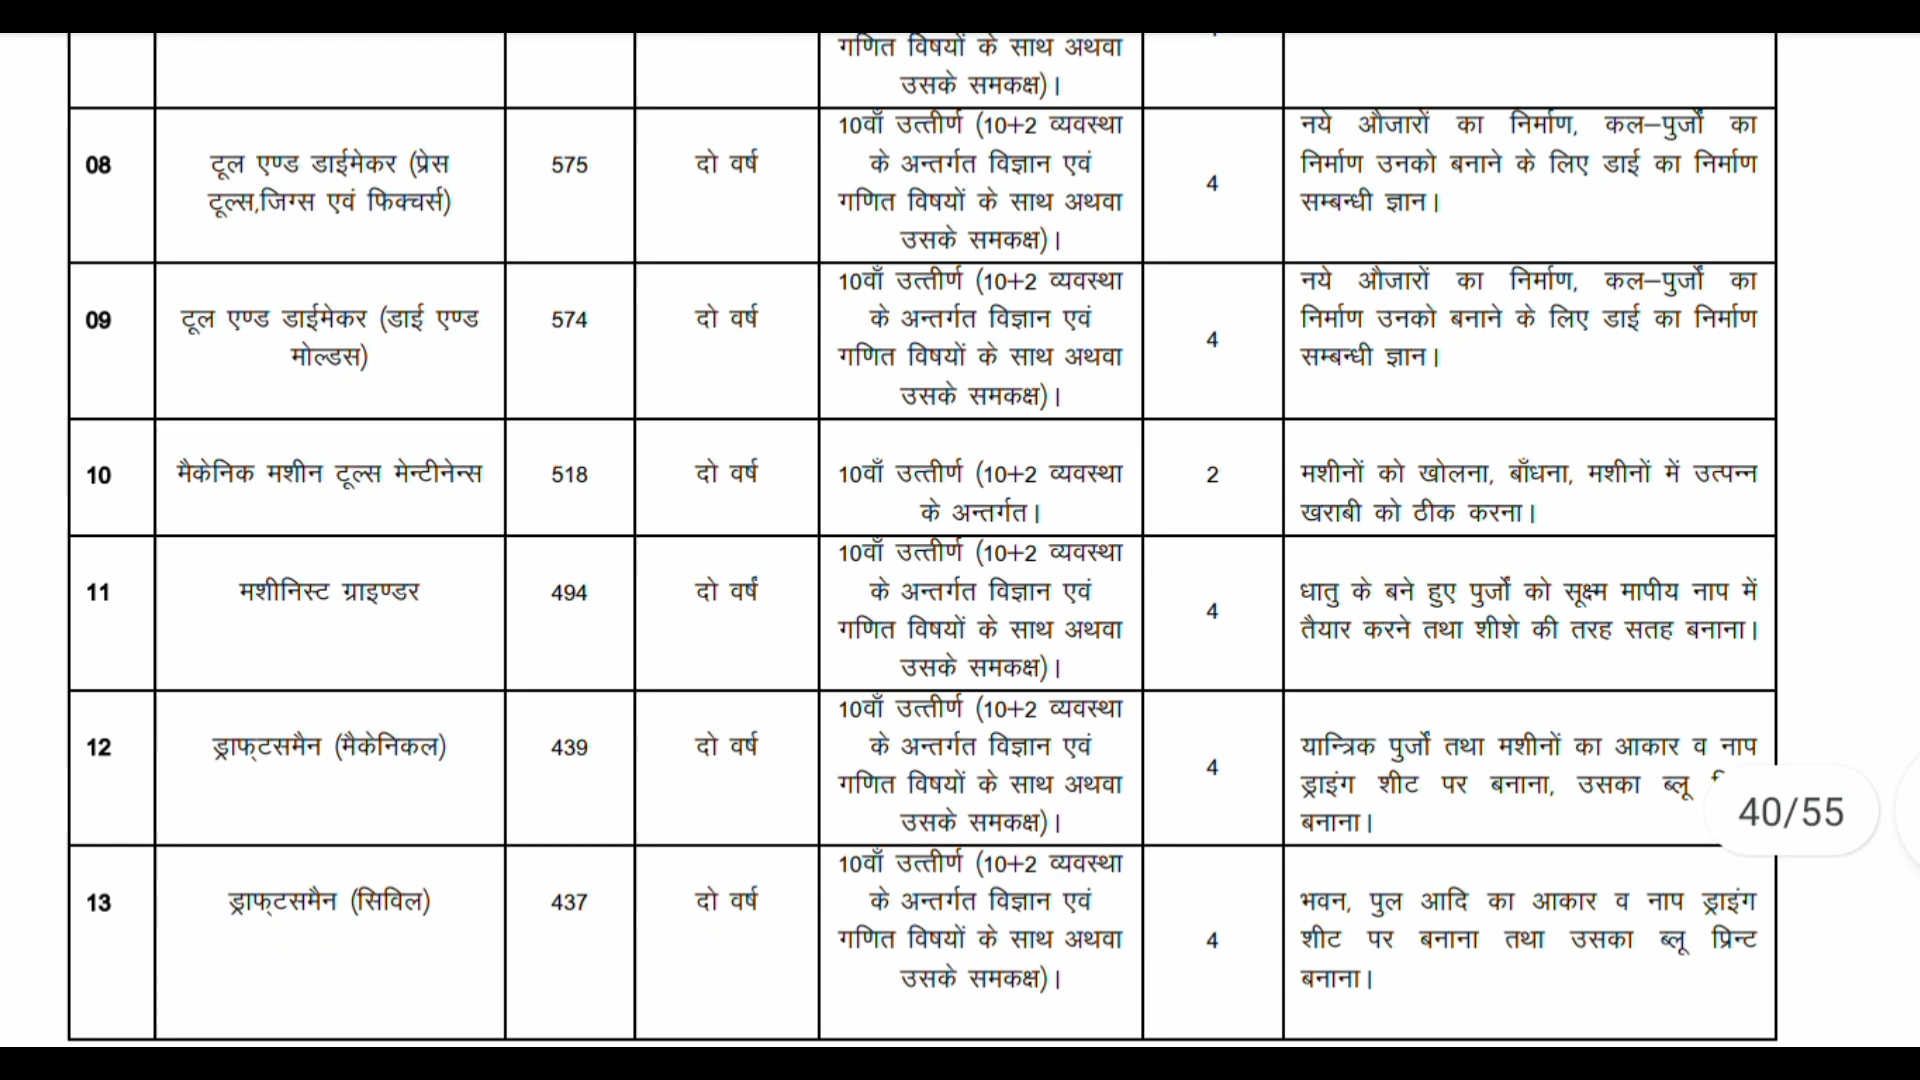 गणित विषयों के साथ अथवा
उसके समकक्ष)।
08
टूल एण्ड डाईमेकर (प्रेस
टूल्स,जिग्स एवं फिक्चर्स)
575
दो वर्ष
10वाँ उत्तीर्ण (10+2 व्यवस्था
के अन्तर्गत विज्ञान एवं
गणित विषयों के साथ अथवा
उसके समकक्ष)।
4
नये औजारों का निर्माण, कल–पुर्जों का
निर्माण उनको बनाने के लिए डाई का निर्माण
सम्बन्धी ज्ञान।
09
टूल एण्ड डाईमेकर (डाई एण्ड
मोल्डस)
574
दो वर्ष
10वाँ उत्तीर्ण (10+2 व्यवस्था
के अन्तर्गत विज्ञान एवं
गणित विषयों के साथ अथवा
उसके समकक्ष)।
4
नये औजारों का निर्माण, कल–पुर्जों का
निर्माण उनको बनाने के लिए डाई का निर्माण
सम्बन्धी ज्ञान।
10
मैकेनिक मशीन टूल्स मेन्टीनेन्स
518
दो वर्ष
10वाँ उत्तीर्ण (10+2 व्यवस्था
के अन्तर्गत।
2
मशीनों को खोलना, बाँधना, मशीनों में उत्पन्न
खराबी को ठीक करना।
11
मशीनिस्ट ग्राइण्डर
494
दो वर्षं
10वाँ उत्तीर्ण (10+2 व्यवस्था
के अन्तर्गत विज्ञान एवं
गणित विषयों के साथ अथवा
उसके समकक्ष)।
4
धातु के बने हुए पुर्जों को सूक्ष्म मापीय नाप में
तैयार करने तथा शीशे की तरह सतह बनाना।
12
ड्राफ्टसमैन (मैकेनिकल)
439
दो वर्ष
10वाँ उत्तीर्ण (10+2 व्यवस्था
के अन्तर्गत विज्ञान एवं
गणित विषयों के साथ अथवा
उसके समकक्ष)।
4
यान्त्रिक पुर्जों तथा मशीनों का आकार व नाप
ड्राइंग शीट पर बनाना, उसका ब्लू
बनाना।
40/55
13
ड्राफ्टसमैन (सिविल)
437
दो वर्ष
10वाँ उत्तीर्ण (10+2 व्यवस्था
के अन्तर्गत विज्ञान एवं
गणित विषयों के साथ अथवा
उसके समकक्ष)।
4
भवन, पुल आदि का आकार व नाप ड्राइंग
शीट पर बनाना तथा उसका ब्लू प्रिन्ट
बनाना।